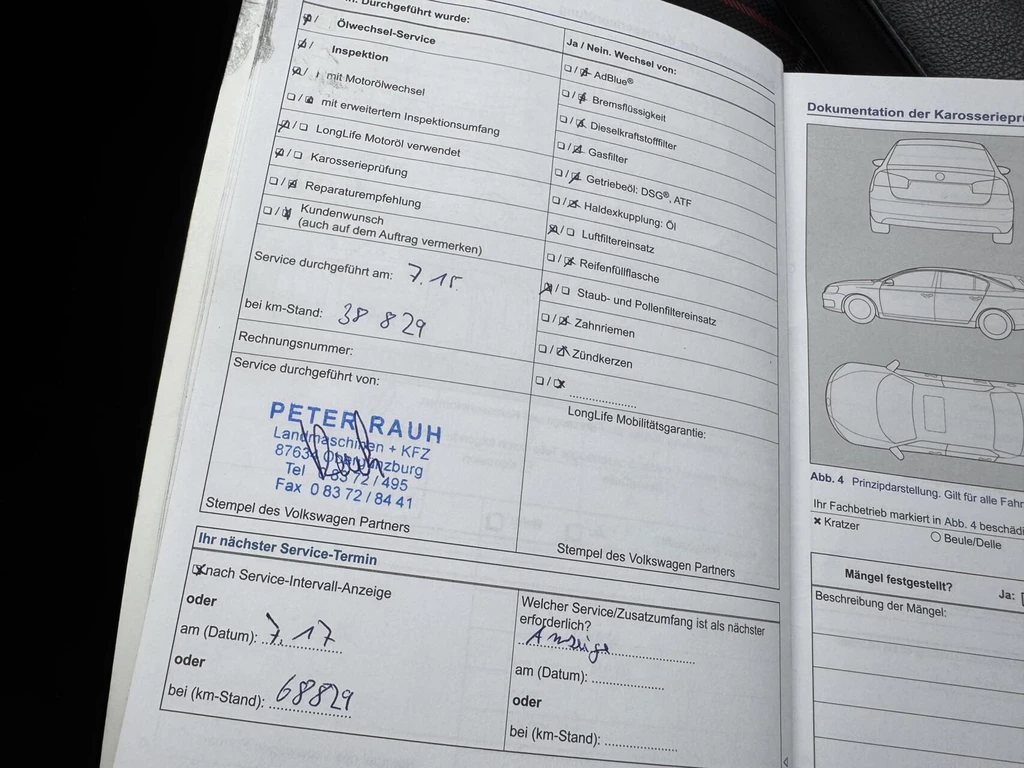 Durchgeführt wurde:
Ölwechsel-Service
Inspektion
mit Motorölwechsel
mit erweitertem Inspektionsumfang
LongLife Motoröl verwendet
Karosserieprüfung
Reparaturempfehlung
Kundenwunsch
(auch auf dem Auftrag vermerken)
Service durchgeführt am: 7.15
bei km-Stand: 38 829
Rechnungsnummer:
Service durchgeführt von:
PETER RAUH
Landmaschinen + KFZ
Tel 0 83 72 / 495
Fax 0 83 72 / 84 41
Stempel des Volkswagen Partners
Ja / Nein. Wechsel von:
AdBlue®
Bremsflüssigkeit
Dieselkraftstofffilter
Gasfilter
Getriebeöl: DSG®, ATF
Haldexkupplung: Öl
Luftfiltereinsatz
Reifenfüllflasche
Staub- und Pollenfiltereinsatz
Zahnriemen
Zündkerzen
LongLife Mobilitätsgarantie:
Stempel des Volkswagen Partners
Ihr nächster Service-Termin
nach Service-Intervall-Anzeige
oder
am (Datum): 7.17
oder
bei (km-Stand): 68829
Welcher Service/Zusatzumfang ist als nächster
erforderlich?
Anzeige
am (Datum):
oder
bei (km-Stand):
Dokumentation der
Abb. 4 Prinzipdarstellung. Gilt für alle
Ihr Fachbetrieb markiert in Abb. 4
Kratzer
Beule/Delle
Mängel festgestellt?
Ja:
Beschreibung der Mängel: